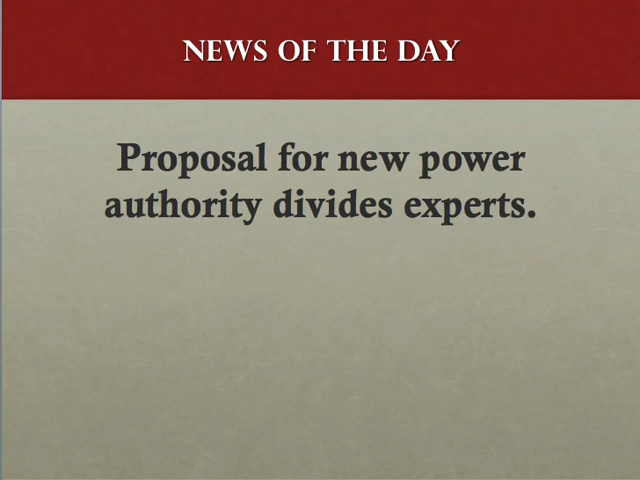 NEWS OF THE DAY
Proposal for new power
authority divides experts.